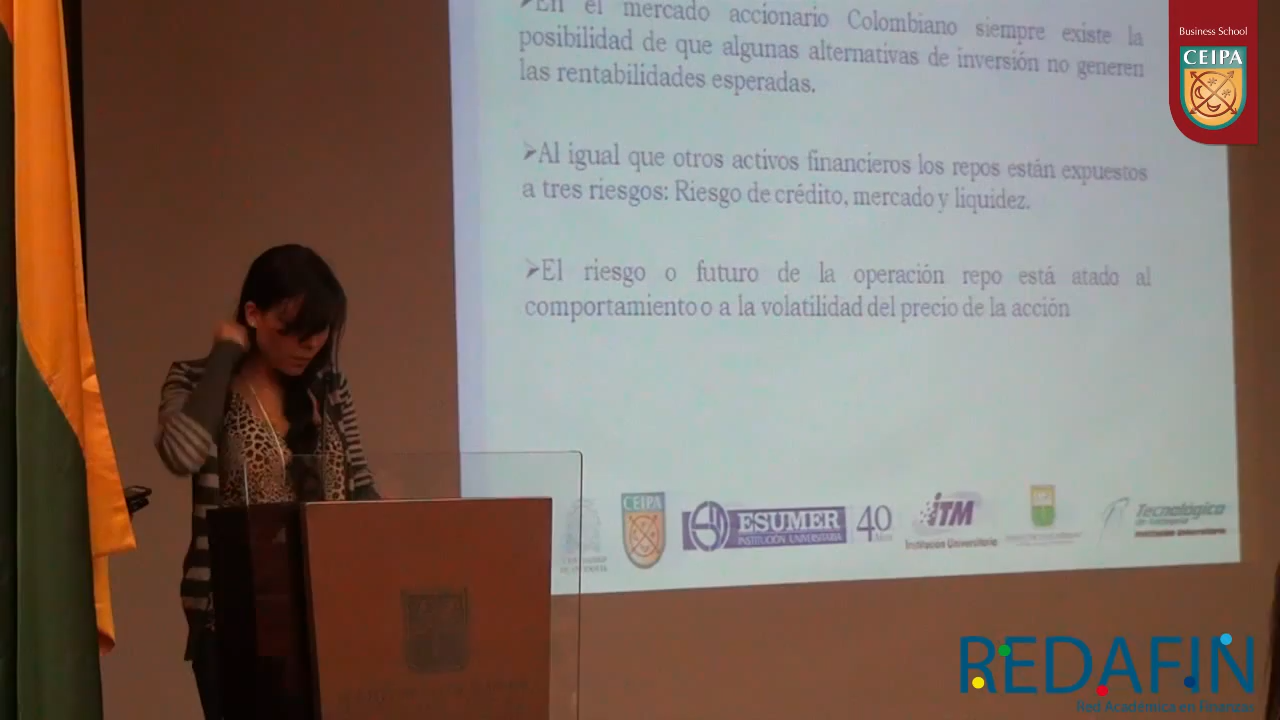 En el mercado accionario Colombiano siempre existe la
posibilidad de que algunas alternativas de inversión no generen
las rentabilidades esperadas.
➢Al igual que otros activos financieros los repos están expuestos
a tres riesgos: Riesgo de crédito, mercado y liquidez.
➢El riesgo o futuro de la operación repo está atado al
comportamiento o a la volatilidad del precio de la acción
Business School
CEIPA
CEIPA
ESUMER
INSTITUCIÓN UNIVERSITARIA
40
iTM
Institución Universitaria
Tecnológico
REDAFIN
Red Académica en Finanzas